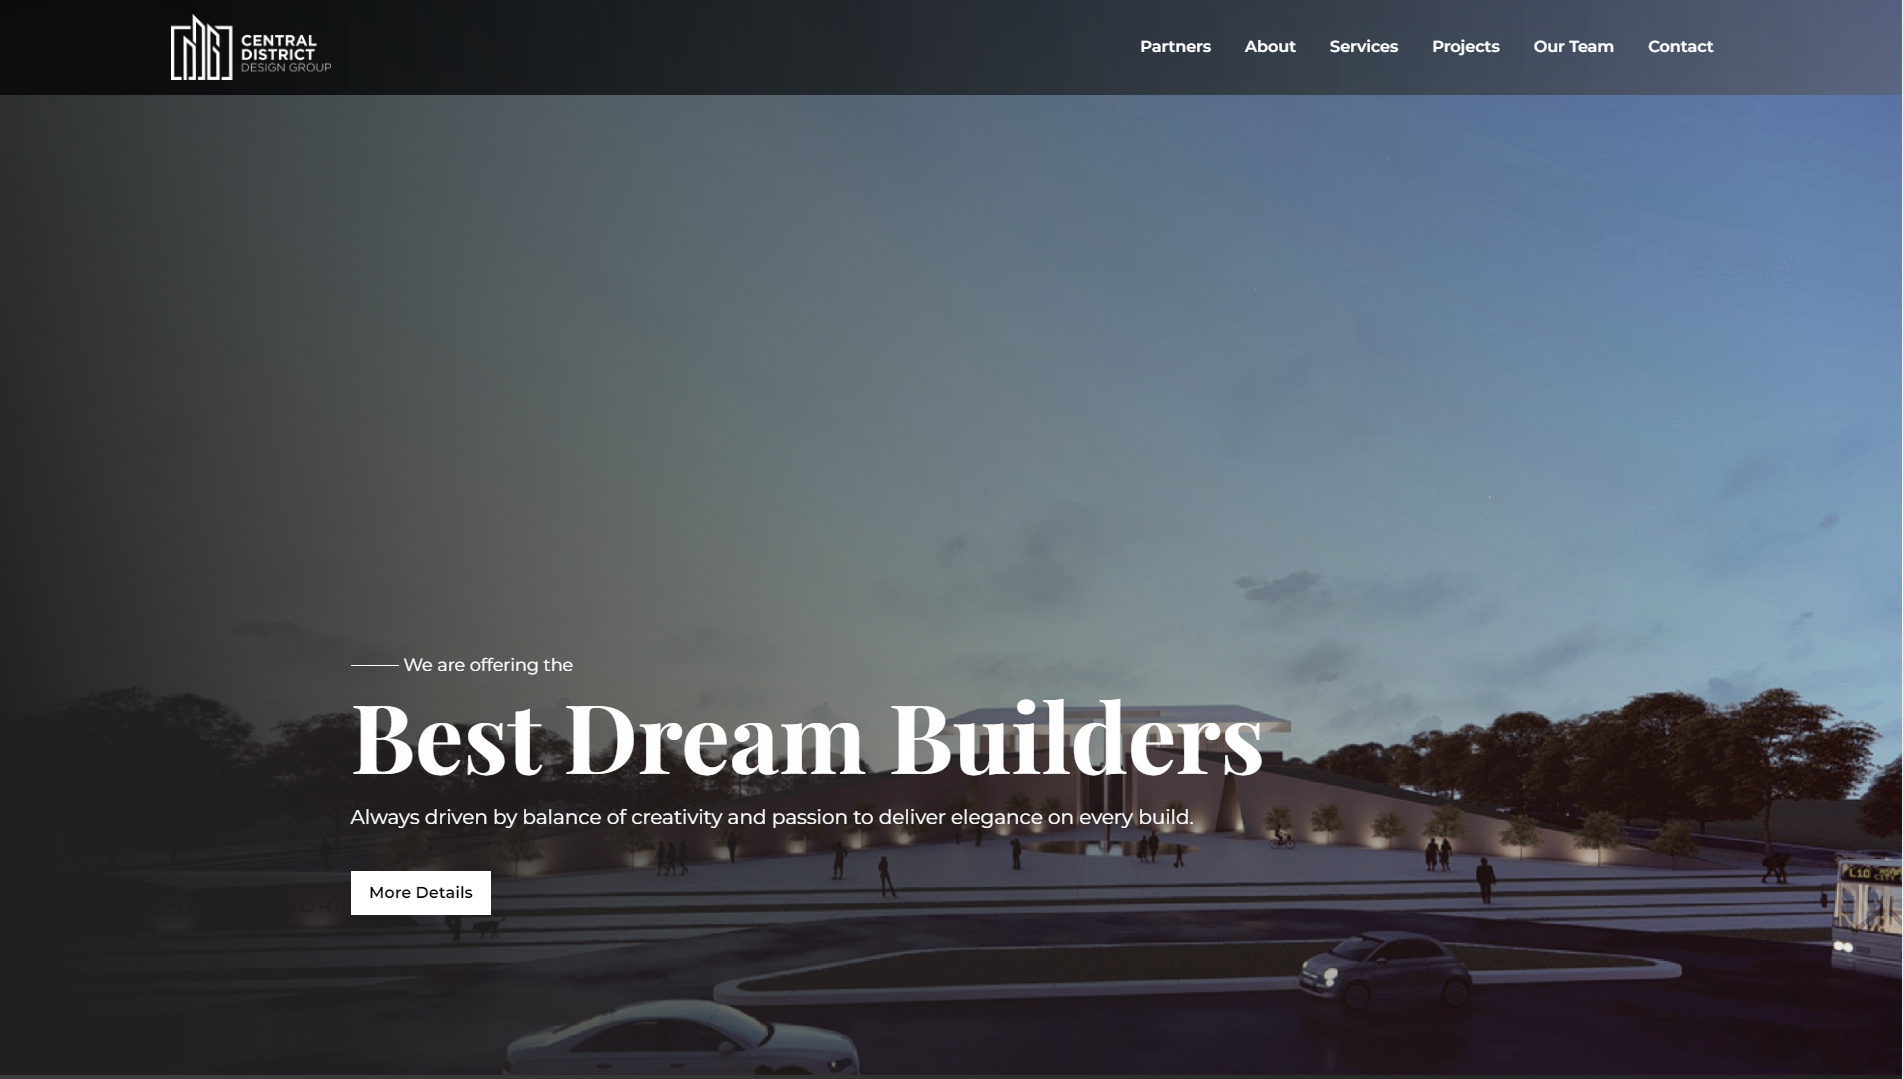 CENTRAL
DISTRICT
DESIGN GROUP
Partners About Services Projects Our Team Contact
We are offering the
Best Dream Builders
Always driven by balance of creativity and passion to deliver elegance on every build.
More Details
L10